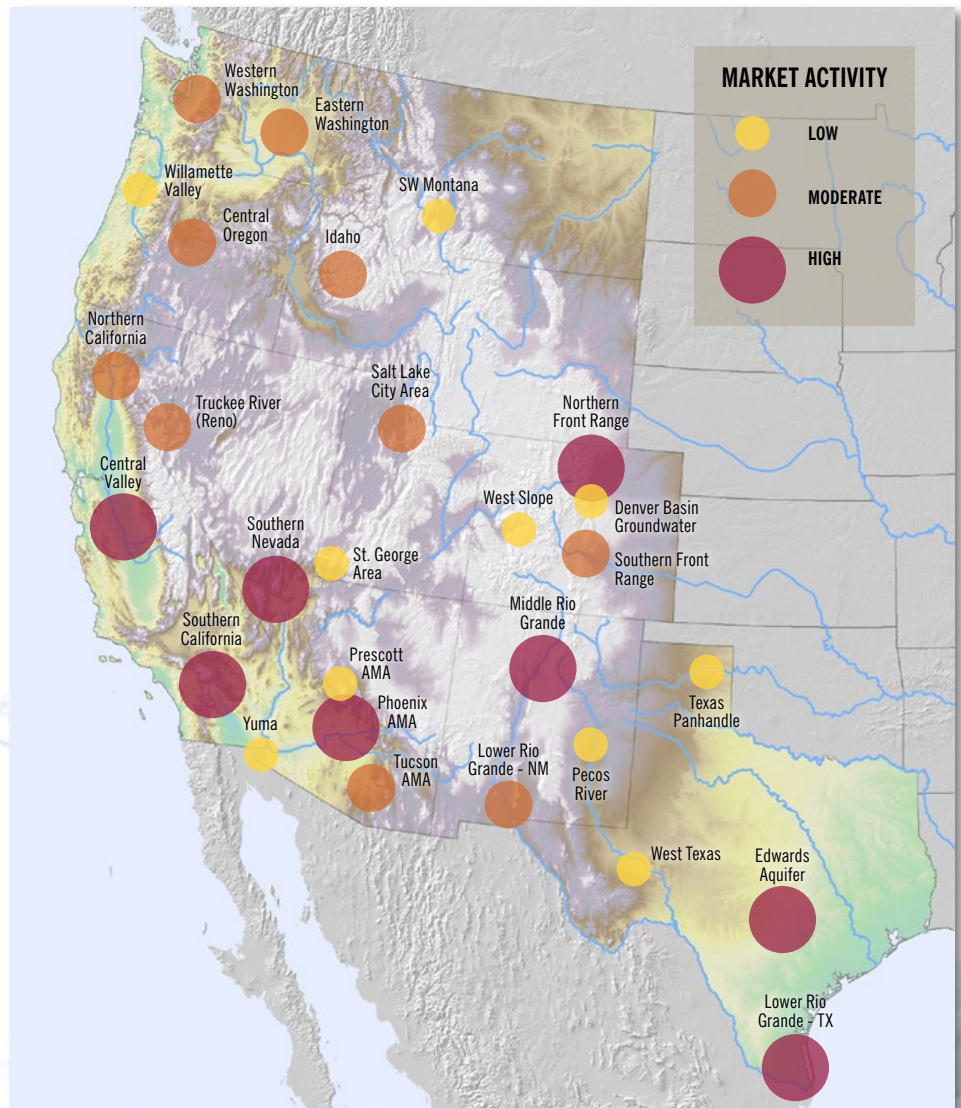 MARKET ACTIVITY
LOW
MODERATE
HIGH
Western
Washington
Eastern
Washington
Willamette
Valley
SW Montana
Central
Oregon
Idaho
Northern
California
Salt Lake
City Area
Truckee River
(Reno)
Northern
Front Range
Central
Valley
West Slope
Denver Basin
Groundwater
Southern
Nevada
St. George
Area
Southern Front
Range
Southern
California
Middle Rio
Grande
Prescott
AMA
Phoenix
AMA
Texas
Panhandle
Yuma
Tucson
AMA
Lower Rio
Grande - NM
Pecos
River
West Texas
Edwards
Aquifer
Lower Rio
Grande - TX